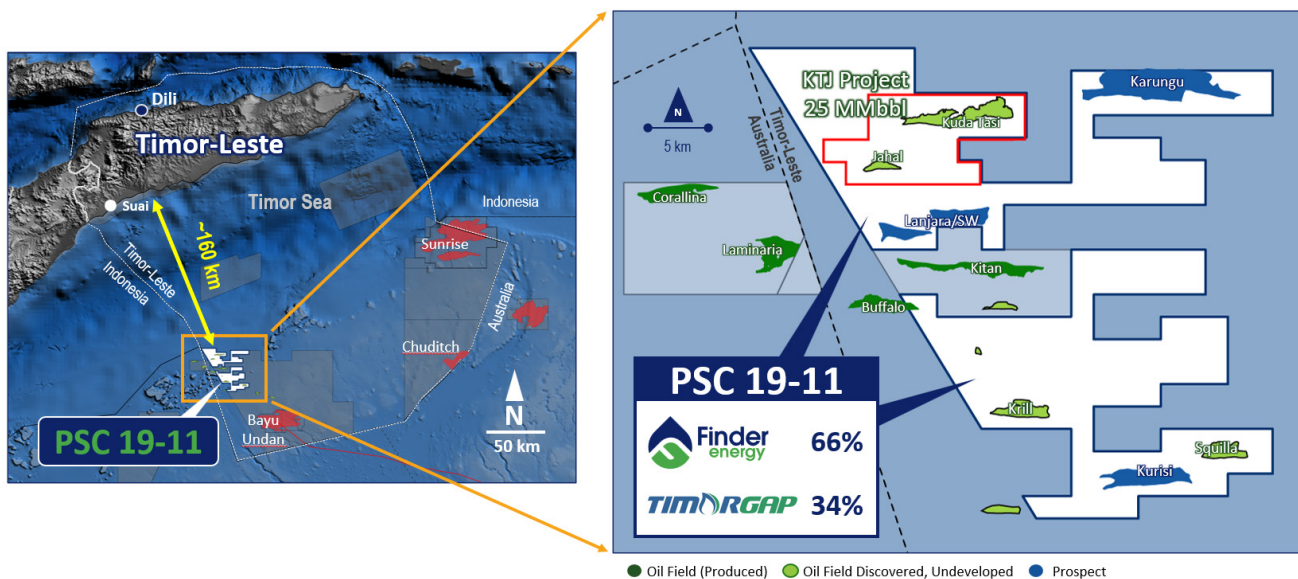 Dili
Timor-Leste
Suai
Timor Sea
~160 km
Timor-Leste
Indonesia
Indonesia
Sunrise
Australia
Chuditch
Bayu
Undan
PSC 19-11
N
50 km
N
5 km
Timor-Leste
Australia
KTJ Project
25 MMbbl
Kuda Tasi
Jahal
Karungu
Corallina
Laminaria
Lanjara/SW
Kitan
Buffalo
Krill
Squilla
Kurisi
PSC 19-11
Finder
energy
66%
TIMORGAP
34%
Oil Field (Produced) Oil Field Discovered, Undeveloped Prospect